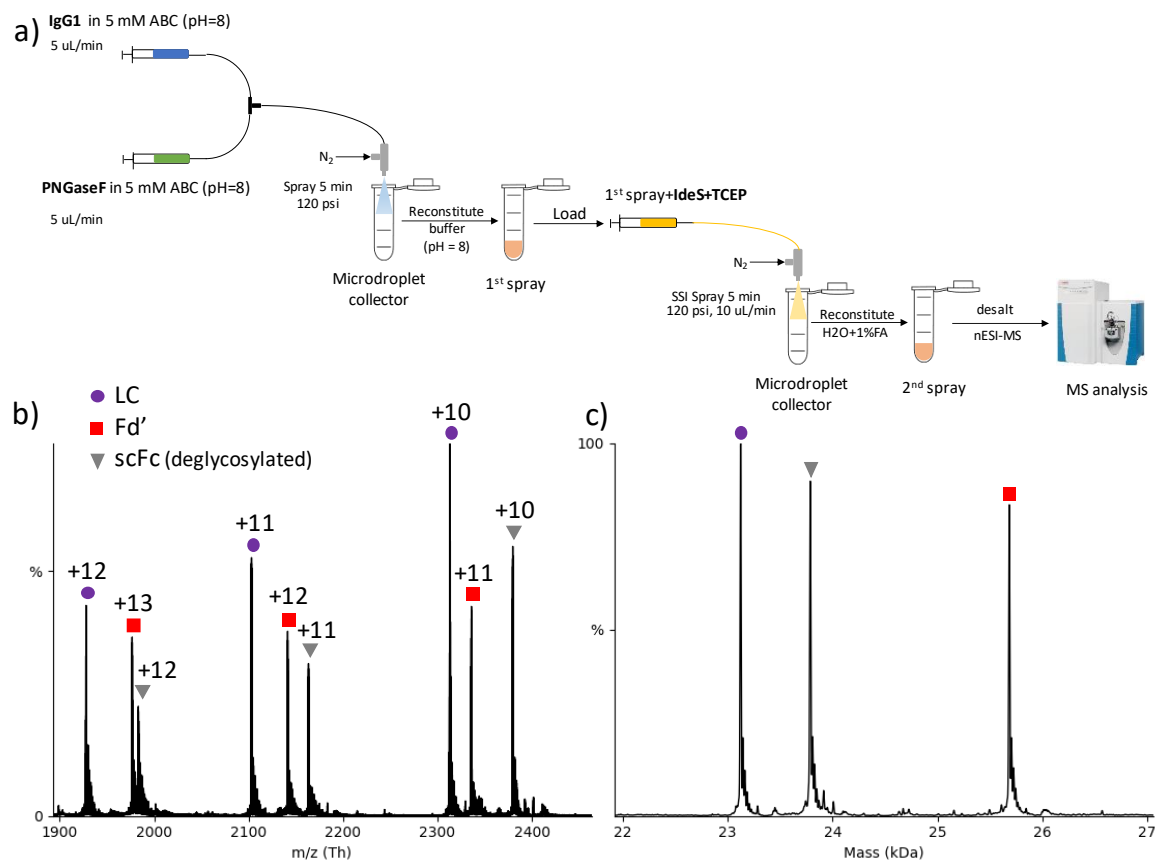 a)
IgG1 in 5 mM ABC (pH=8)
5 uL/min
PNGaseF in 5 mM ABC (pH=8)
5 uL/min
N2
Spray 5 min
120 psi
Microdroplet
collector
Reconstitute
buffer
(pH = 8)
1st spray
Load
1st spray+IdeS+TCEP
N2
SSI Spray 5 min
120 psi, 10 uL/min
Microdroplet
collector
Reconstitute
H2O+1%FA
2nd spray
desalt
nESI-MS
MS analysis
b)
LC
Fd’
scFc (deglycosylated)
+12
+13
+12
+11
+12
+11
+10
+11
+10
%
0
1900 2000 2100 2200 2300 2400
m/z (Th)
c)
100
%
0
22 23 24 25 26 27
Mass (kDa)